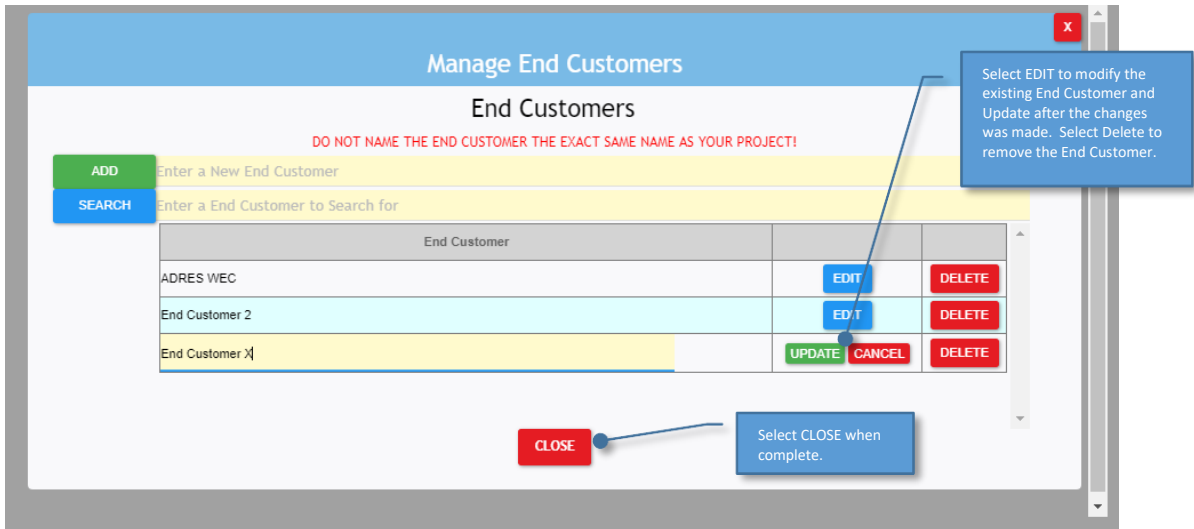 X
Manage End Customers
Select EDIT to modify the
existing End Customer and
Update after the changes
was made. Select Delete to
remove the End Customer.
End Customers
DO NOT NAME THE END CUSTOMER THE EXACT SAME NAME AS YOUR PROJECT!
ADD Enter a New End Customer
SEARCH Enter a End Customer to Search for
End Customer
ADRES WEC EDIT DELETE
End Customer 2 EDIT DELETE
End Customer X UPDATE CANCEL DELETE
CLOSE
Select CLOSE when
complete.